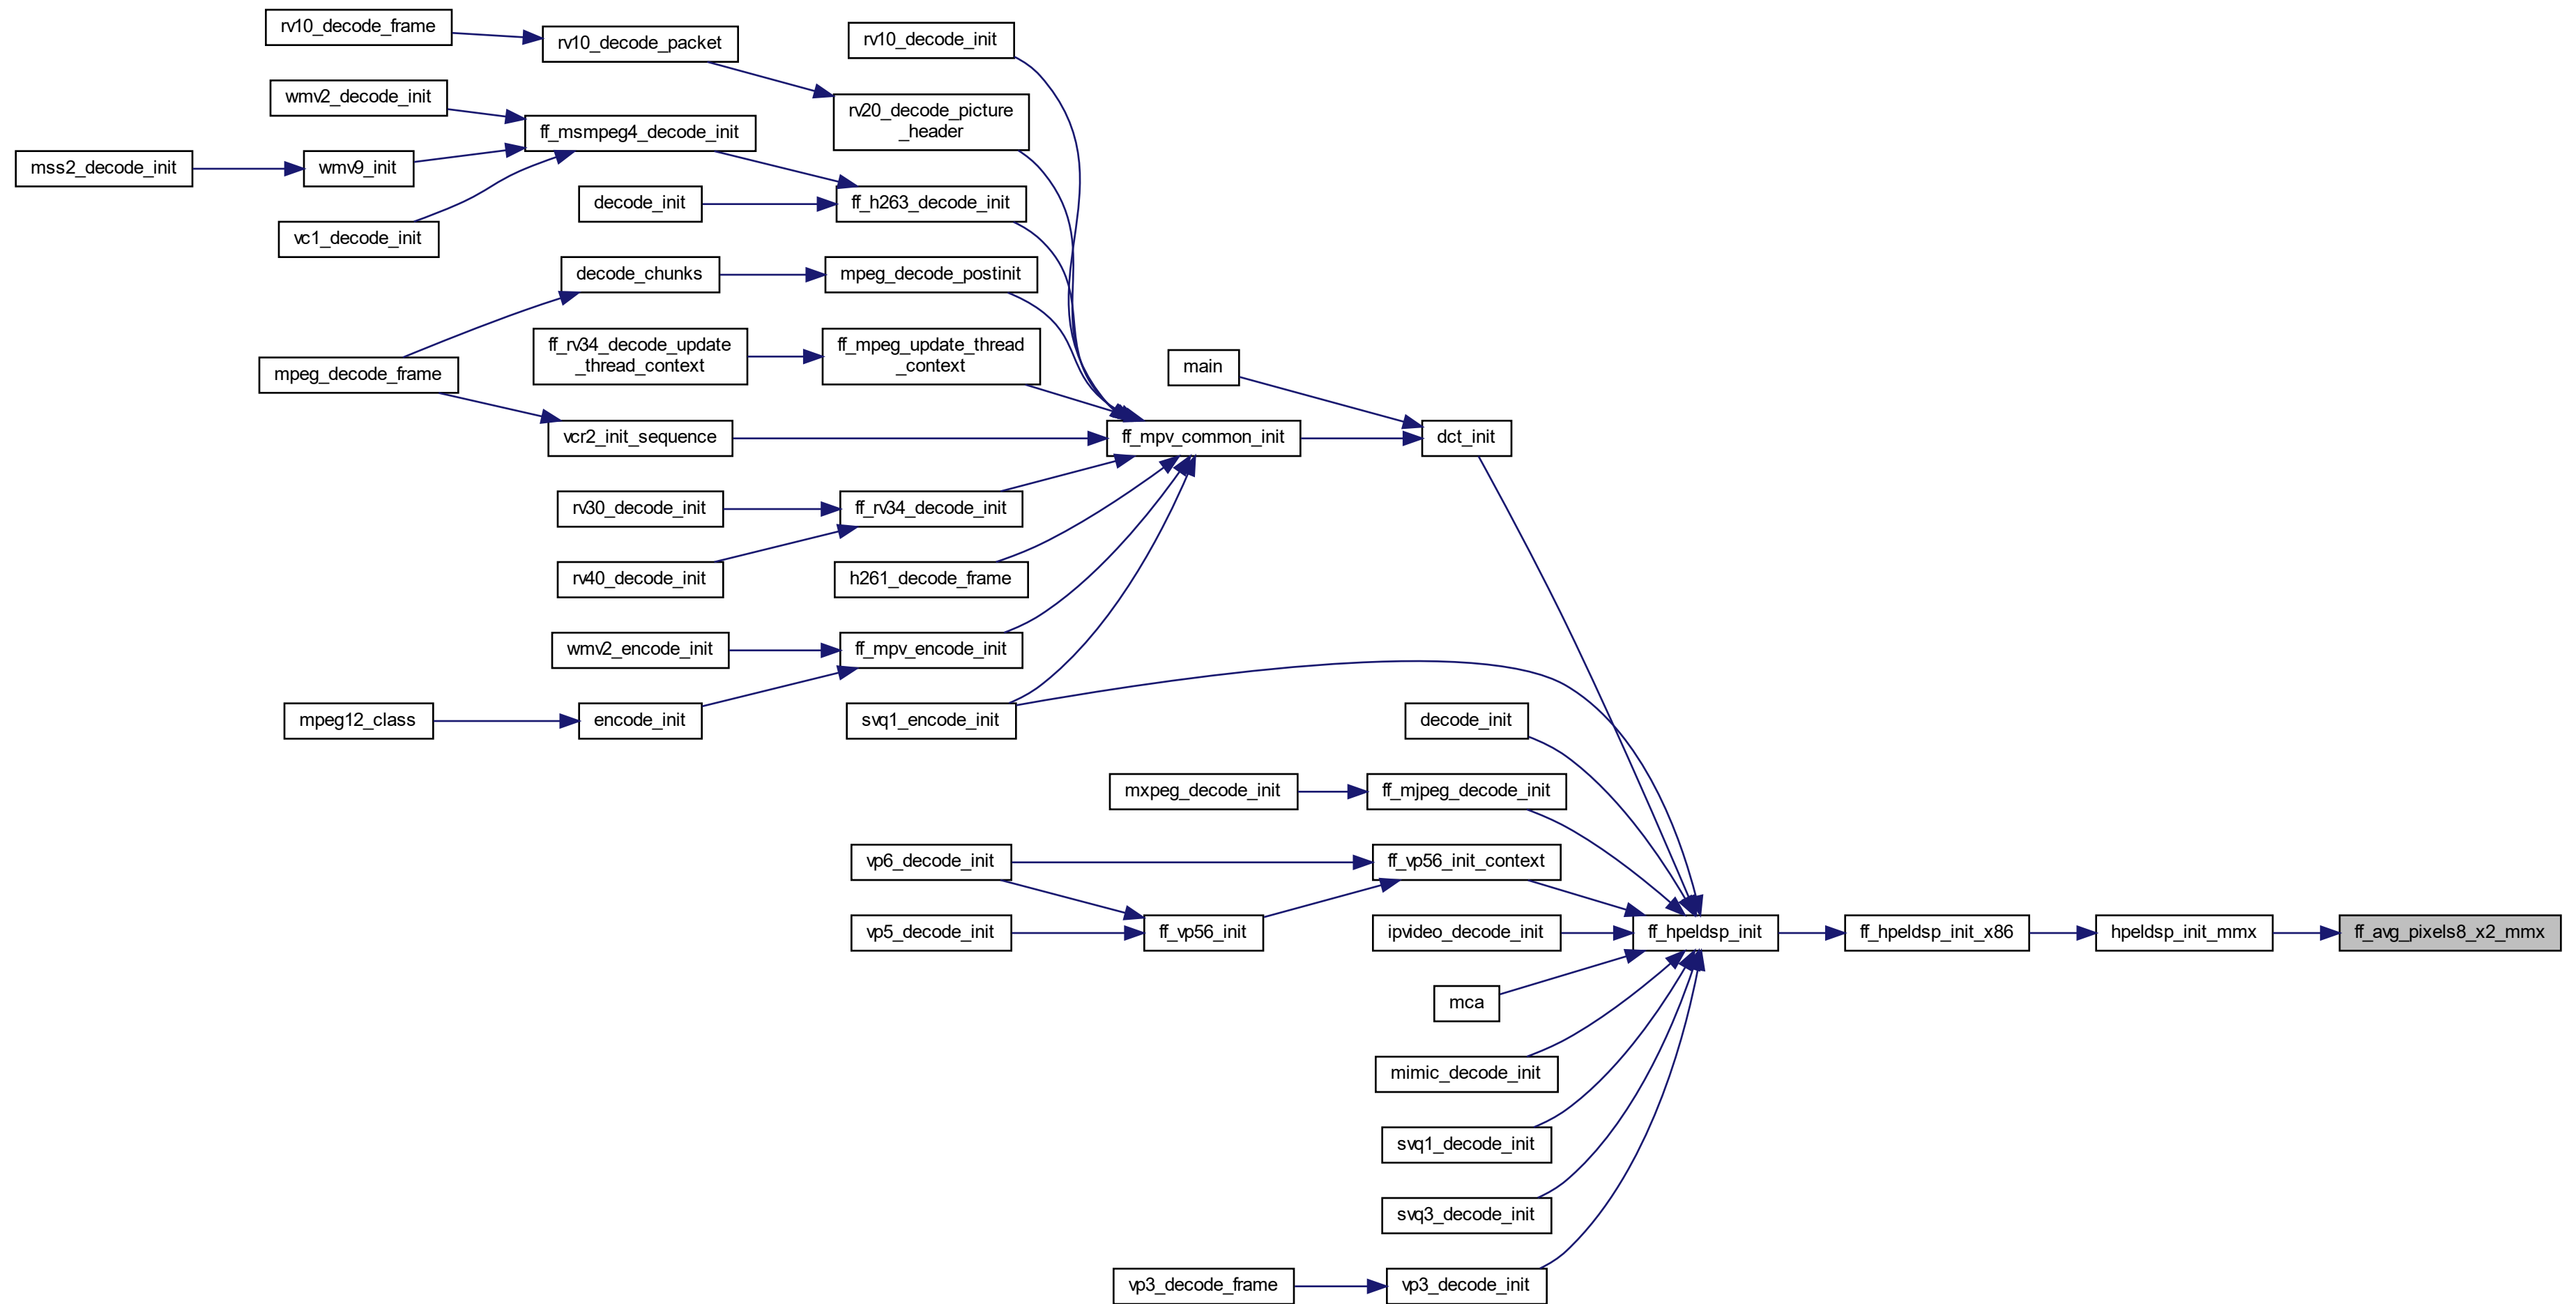 rv10_decode_frame
rv10_decode_packet
rv10_decode_init
wmv2_decode_init
rv20_decode_picture
_header
ff_msmpeg4_decode_init
mss2_decode_init
wmv9_init
decode_init
ff_h263_decode_init
vc1_decode_init
decode_chunks
mpeg_decode_postinit
ff_rv34_decode_update
_thread_context
ff_mpeg_update_thread
_context
main
mpeg_decode_frame
vcr2_init_sequence
ff_mpv_common_init
dct_init
rv30_decode_init
ff_rv34_decode_init
rv40_decode_init
h261_decode_frame
wmv2_encode_init
ff_mpv_encode_init
mpeg12_class
encode_init
svq1_encode_init
decode_init
mxpeg_decode_init
ff_mjpeg_decode_init
vp6_decode_init
ff_vp56_init_context
vp5_decode_init
ff_vp56_init
ipvideo_decode_init
ff_hpeldsp_init
ff_hpeldsp_init_x86
hpeldsp_init_mmx
ff_avg_pixels8_x2_mmx
mca
mimic_decode_init
svq1_decode_init
svq3_decode_init
vp3_decode_frame
vp3_decode_init